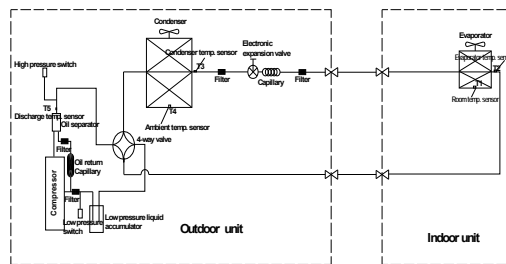 Condenser
Condenser temp. sensor
T3
Electronic
expansion valve
Filter
Capillary
Filter
Evaporator
Evaporator temp. sen
T2
T1
Room temp. sensor
High pressure switch
T5
Discharge temp. sensor
Oil separator
T4
Ambient temp. sensor
4-way valve
Filter
Oil return
Capillary
Compressor
Filter
Low pressure
switch
Low pressure liquid
accumulator
Outdoor unit
Indoor unit